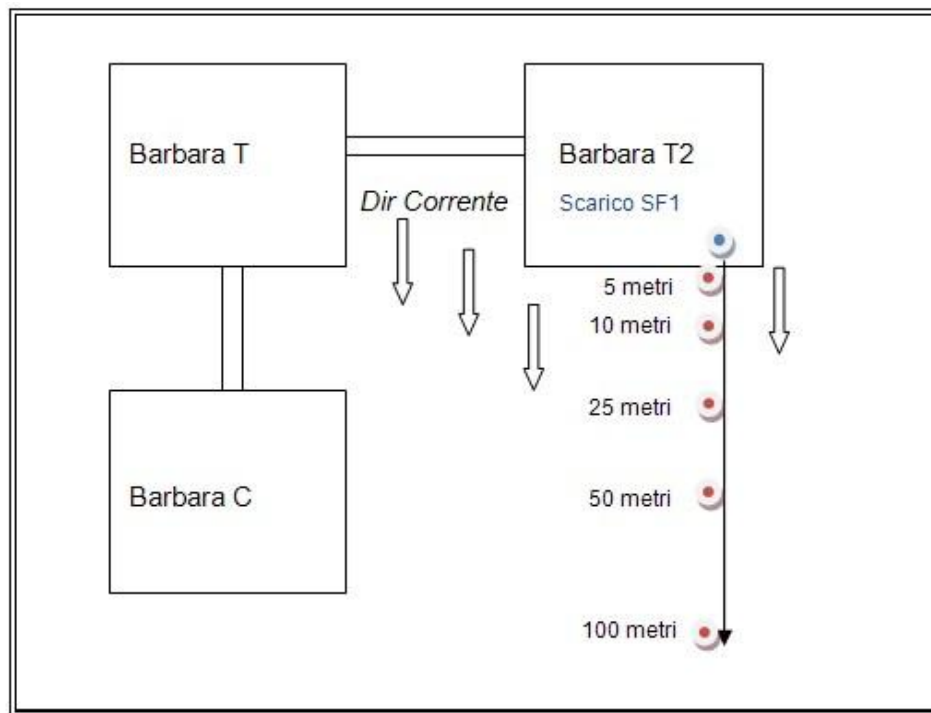 Barbara T
Barbara T2
Dir Corrente
Scarico SF1
5 metri
10 metri
25 metri
50 metri
Barbara C
100 metri